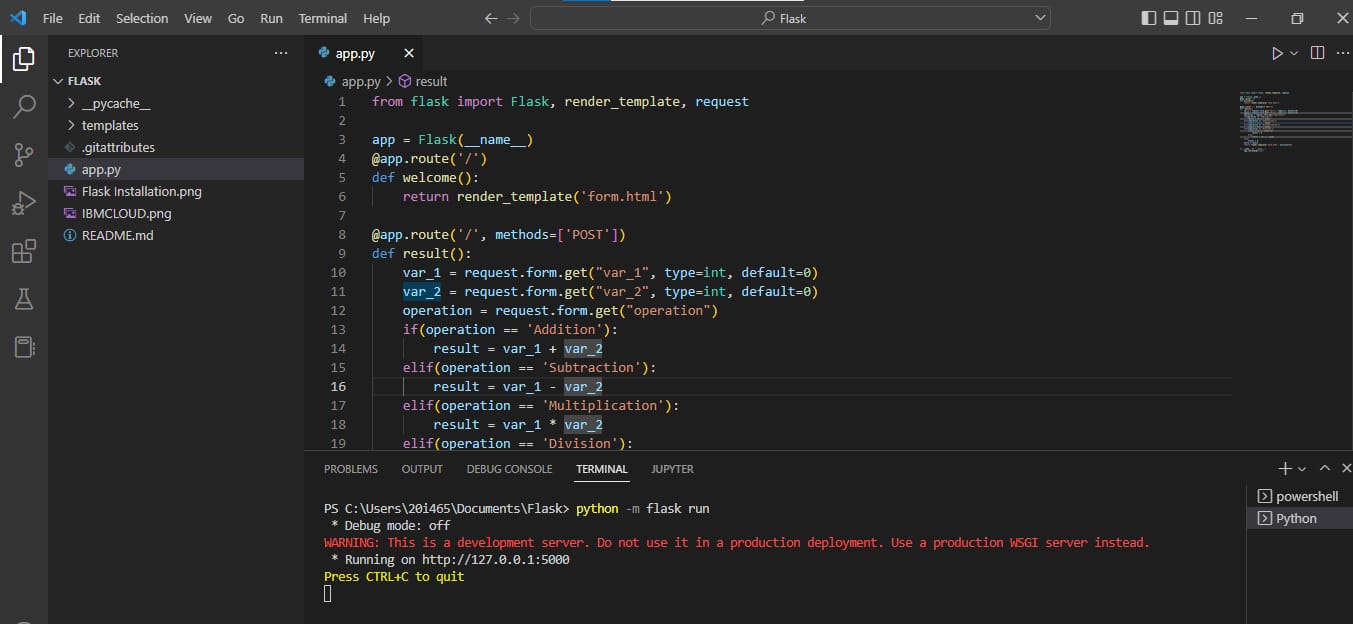 File Edit Selection View Go Run Terminal Help
Flask
EXPLORER
FLASK
__pycache__
templates
.gitattributes
app.py
Flask Installation.png
IBMCLOUD.png
README.md
app.py
app.py > result
1 from flask import Flask, render_template, request
2
3 app = Flask(__name__)
4 @app.route('/')
5 def welcome():
6     return render_template('form.html')
7
8 @app.route('/', methods=['POST'])
9 def result():
10     var_1 = request.form.get("var_1", type=int, default=0)
11     var_2 = request.form.get("var_2", type=int, default=0)
12     operation = request.form.get("operation")
13     if(operation == 'Addition'):
14         result = var_1 + var_2
15     elif(operation == 'Subtraction'):
16         result = var_1 - var_2
17     elif(operation == 'Multiplication'):
18         result = var_1 * var_2
19     elif(operation == 'Division'):
PROBLEMS OUTPUT DEBUG CONSOLE TERMINAL JUPYTER
PS C:\Users\20i465\Documents\Flask> python -m flask run
 * Debug mode: off
WARNING: This is a development server. Do not use it in a production deployment. Use a production WSGI server instead.
 * Running on http://127.0.0.1:5000
Press CTRL+C to quit
powershell
Python